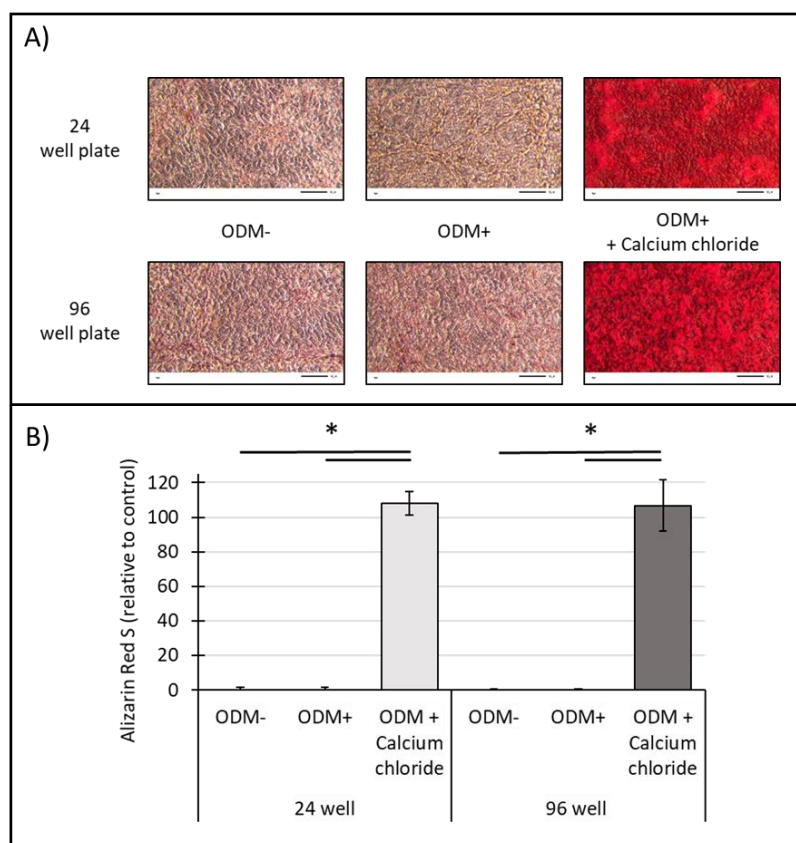 A)
24
well plate
ODM-
ODM+
ODM+
+ Calcium chloride
96
well plate
B)
*
*
Alizarin Red S (relative to control)
120
100
80
60
40
20
0
ODM-
ODM+
ODM +
Calcium
chloride
ODM-
ODM+
ODM +
Calcium
chloride
24 well
96 well